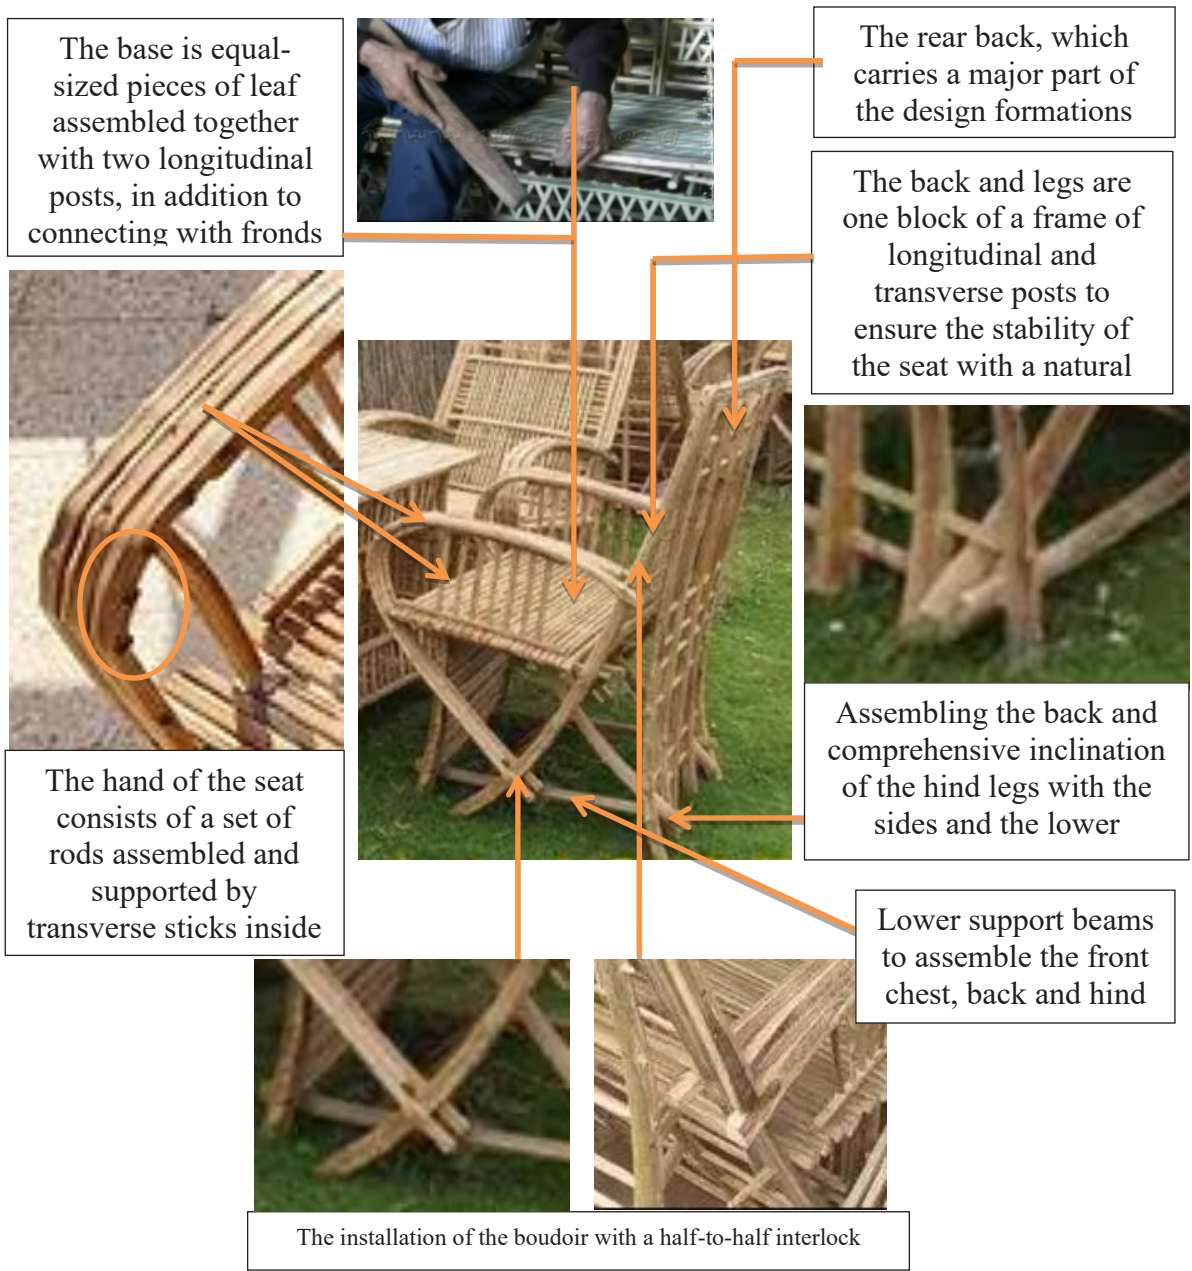 The base is equal-
sized pieces of leaf
assembled together
with two longitudinal
posts, in addition to
connecting with fronds
The rear back, which
carries a major part of
the design formations
The back and legs are
one block of a frame of
longitudinal and
transverse posts to
ensure the stability of
the seat with a natural
The hand of the seat
consists of a set of
rods assembled and
supported by
transverse sticks inside
Assembling the back and
comprehensive inclination
of the hind legs with the
sides and the lower
Lower support beams
to assemble the front
chest, back and hind
The installation of the boudoir with a half-to-half interlock